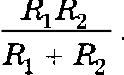 R₁R₂
R₁ + R₂ .